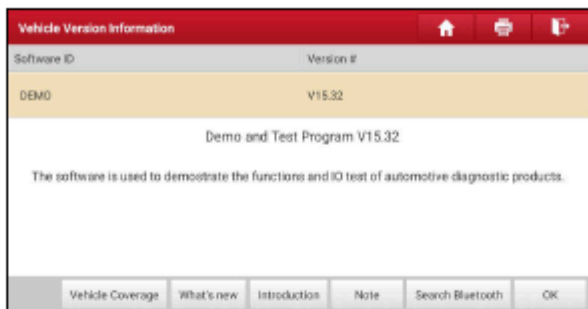 Vehicle Version Information
Software ID Version #
DEMO V15.32
Demo and Test Program V15.32
The software is used to demostrate the functions and IO test of automotive diagnostic products.
Vehicle Coverage What's new Introduction Note Search Bluetooth OK